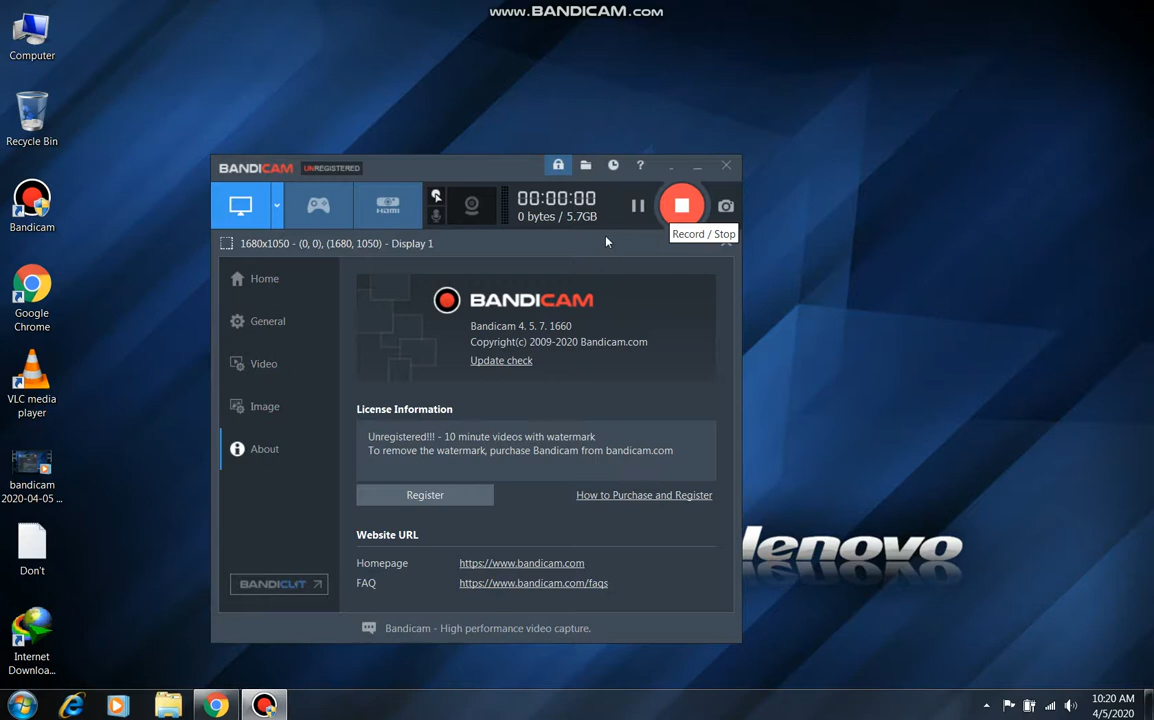 www.BANDICAM.com
Computer
Recycle Bin
Bandicam
Google
Chrome
VLC media
player
bandicam
2020-04-05 ...
Don't
Internet
Downloa...
BANDICAM UNREGISTERED
?
HDMI
00:00:00
0 bytes / 5.7GB
Record / Stop
1680x1050 - (0, 0), (1680, 1050) - Display 1
Home
General
Video
Image
About
BANDICUT
BANDICAM
Bandicam 4. 5. 7. 1660
Copyright(c) 2009-2020 Bandicam.com
Update check
License Information
Unregistered!!! - 10 minute videos with watermark
To remove the watermark, purchase Bandicam from bandicam.com
Register
How to Purchase and Register
Website URL
Homepage https://www.bandicam.com
FAQ https://www.bandicam.com/faqs
Bandicam - High performance video capture.
lenovo
10:20 AM
4/5/2020